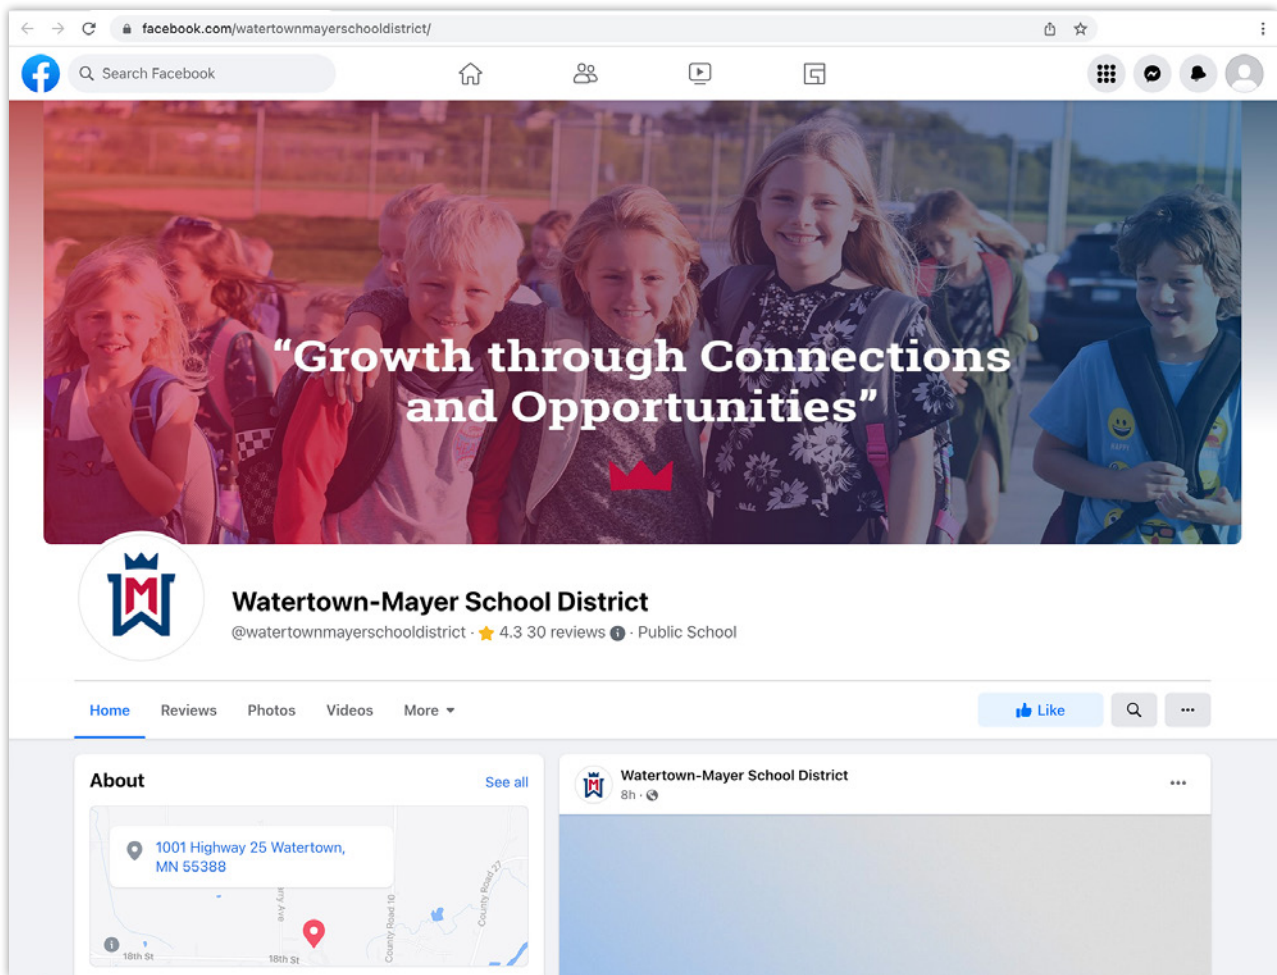 facebook.com/watertownmayerschooldistrict/
Search Facebook
“Growth through Connections
and Opportunities”
HAPPY
Watertown-Mayer School District
@watertownmayerschooldistrict · 4.3 30 reviews · Public School
Home Reviews Photos Videos More
Like
About
See all
1001 Highway 25 Watertown,
MN 55388
County Road 10
County Road 27
18th St
18th St
Watertown-Mayer School District
8h ·